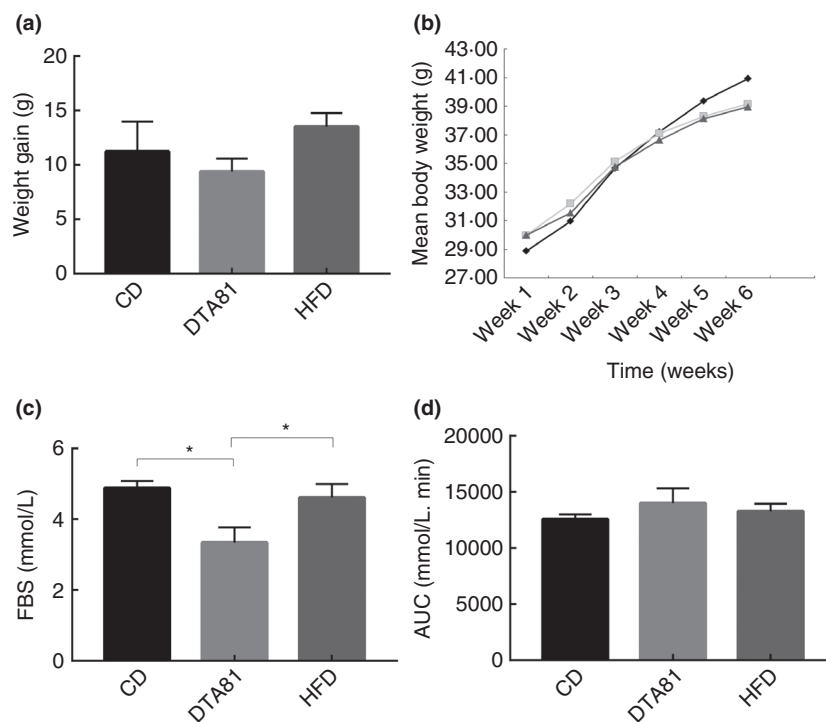 (a)
20
15
10
5
0
Weight gain (g)
CD
DTA81
HFD
(b)
43·00
41·00
39·00
37·00
35·00
33·00
31·00
29·00
27·00
Mean body weight (g)
Week 1
Week 2
Week 3
Week 4
Week 5
Week 6
Time (weeks)
(c)
6
4
2
0
FBS (mmol/L)
*
*
CD
DTA81
HFD
(d)
20000
15000
10000
5000
0
AUC (mmol/L. min)
CD
DTA81
HFD